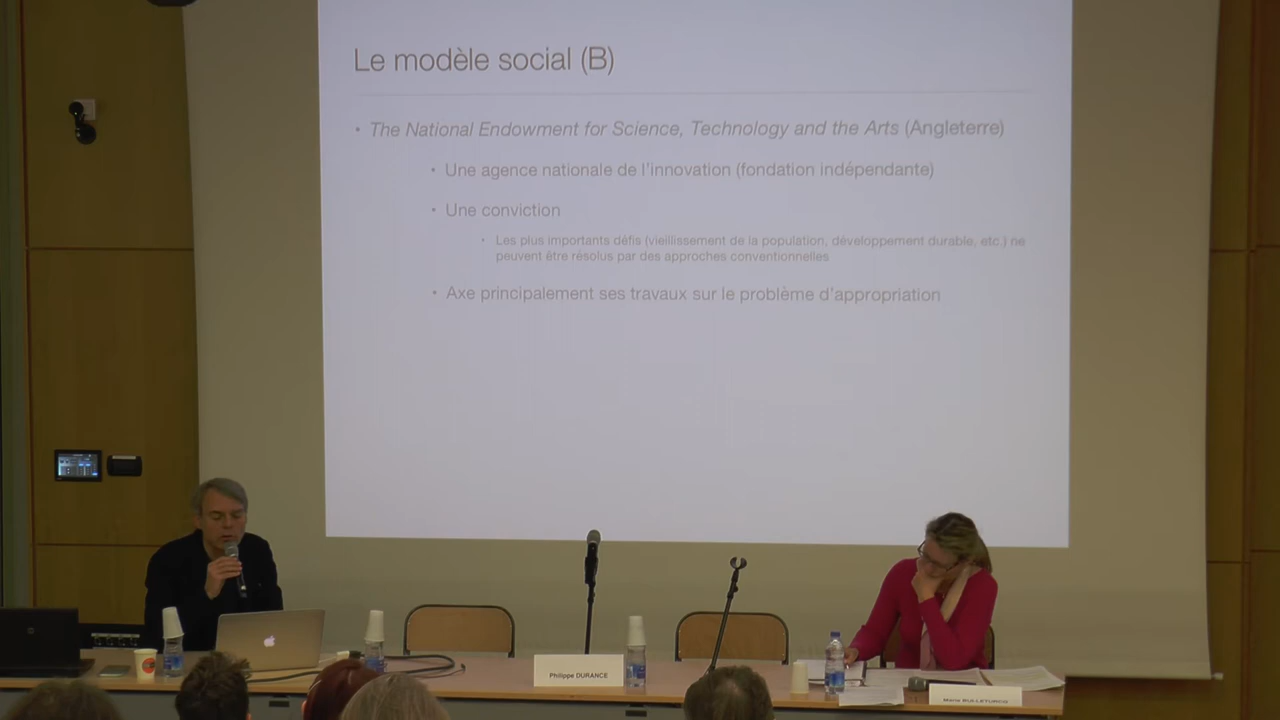 Le modèle social (B)
• The National Endowment for Science, Technology and the Arts (Angleterre)
• Une agence nationale de l'innovation (fondation indépendante)
• Une conviction
• Les plus importants défis (vieillissement de la population, développement durable, etc.) ne
peuvent être résolus par des approches conventionnelles
• Axe principalement ses travaux sur le problème d'appropriation
Philippe DURANCE